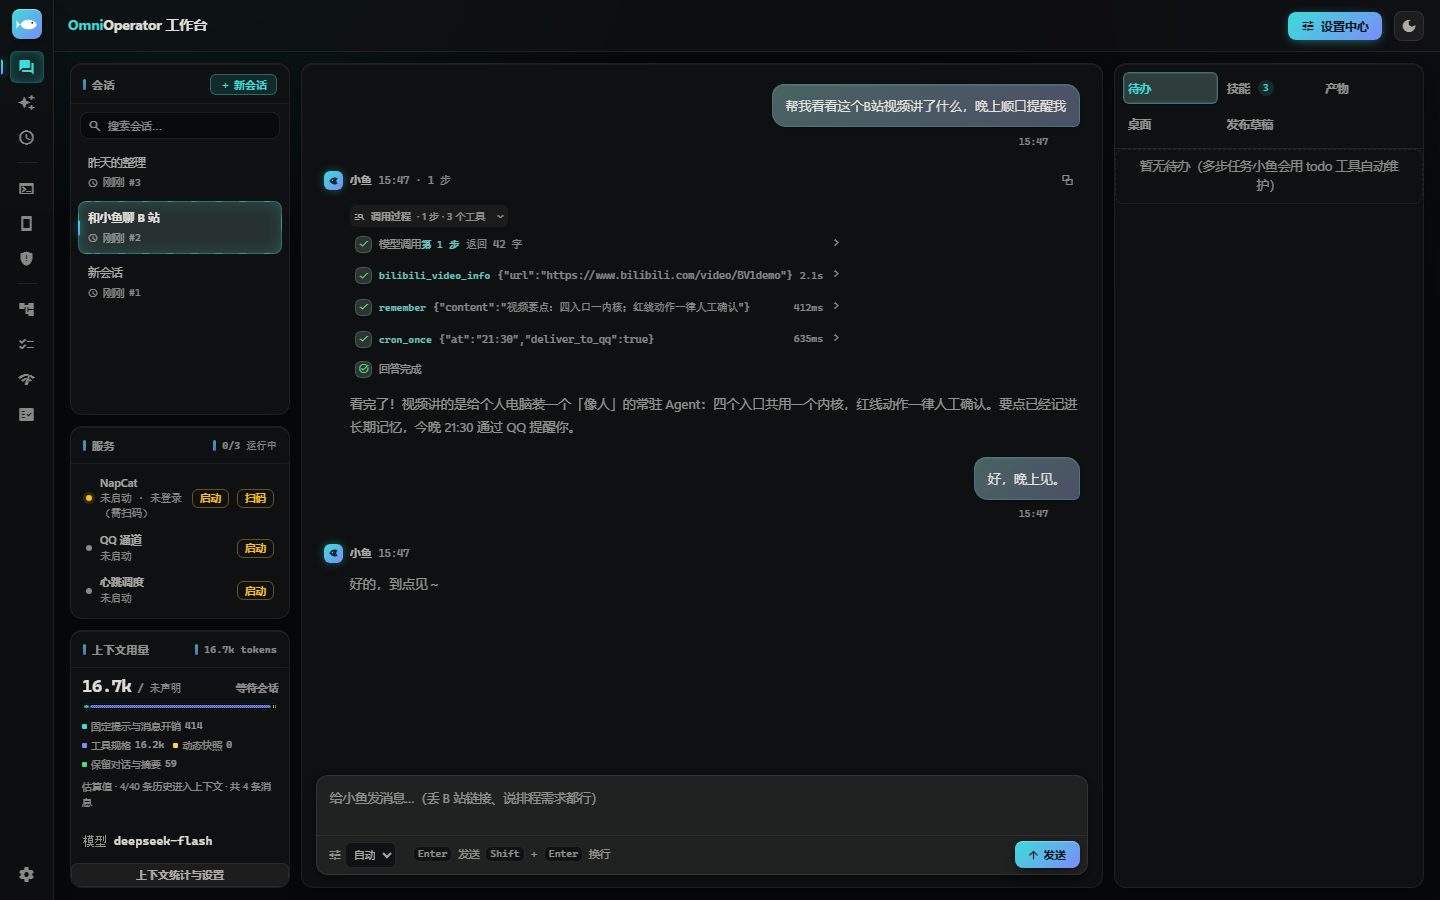 OmniOperator 工作台
设置中心
会话
+ 新会话
搜索会话...
昨天的整理
刚刚 #3
和小鱼聊 B 站
刚刚 #2
新会话
刚刚 #1
服务
0/3 运行中
NapCat
未启动 · 未登录
（需扫码）
启动
扫码
QQ 通道
未启动
启动
心跳调度
未启动
启动
上下文用量
16.7k tokens
16.7k / 未声明
等待会话
固定提示与消息开销 414
工具规格 16.2k
动态快照 0
保留对话与摘要 59
估算值 · 4/40 条历史进入上下文 · 共 4 条消
息
模型 deepseek-flash
上下文统计与设置
帮我看看这个B站视频讲了什么，晚上顺口提醒我
15:47
小鱼 15:47 · 1 步
调用过程 · 1 步 · 3 个工具
模型调用第 1 步 返回 42 字
bilibili_video_info {"url":"https://www.bilibili.com/video/BV1demo"} 2.1s
remember {"content":"视频要点：四入口一内核；红线动作一律人工确认"} 412ms
cron_once {"at":"21:30","deliver_to_qq":true} 635ms
回答完成
看完了！视频讲的是给个人电脑装一个「像人」的常驻 Agent：四个入口共用一个内核，红线动作一律人工确认。要点已经记进
长期记忆，今晚 21:30 通过 QQ 提醒你。
好，晚上见。
15:47
小鱼 15:47
好的，到点见～
给小鱼发消息...（丢 B 站链接、说排程需求都行）
自动
Enter 发送 Shift + Enter 换行
发送
待办
技能 3
产物
桌面
发布草稿
暂无待办（多步任务小鱼会用 todo 工具自动维
护）